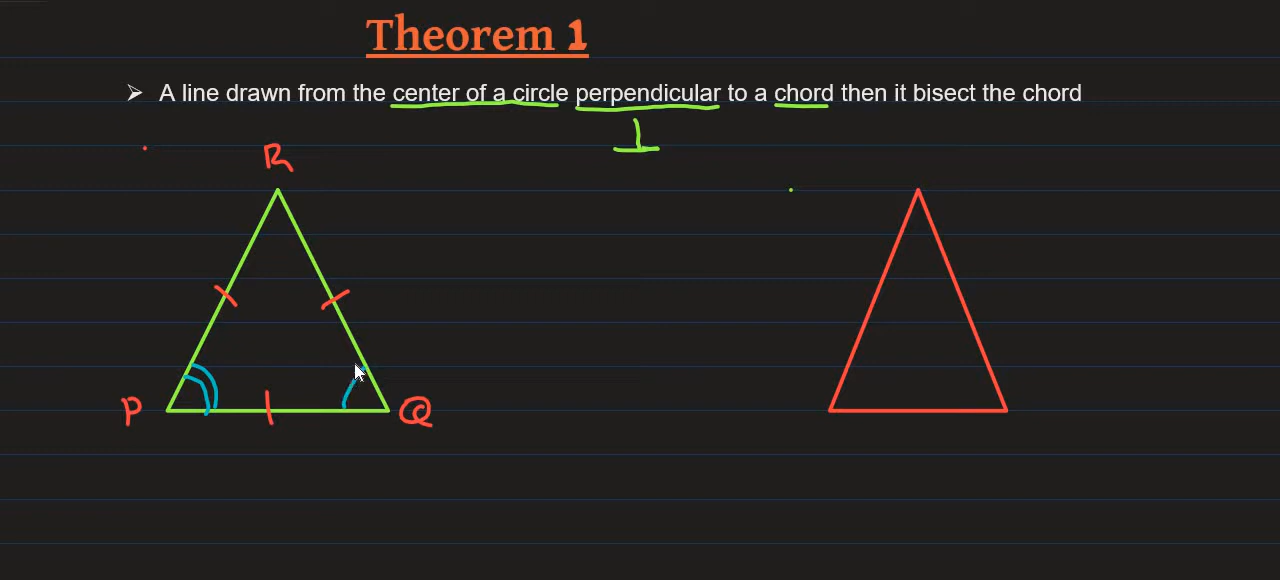 Theorem 1
➢ A line drawn from the center of a circle perpendicular to a chord then it bisect the chord
⊥
R
P
Q